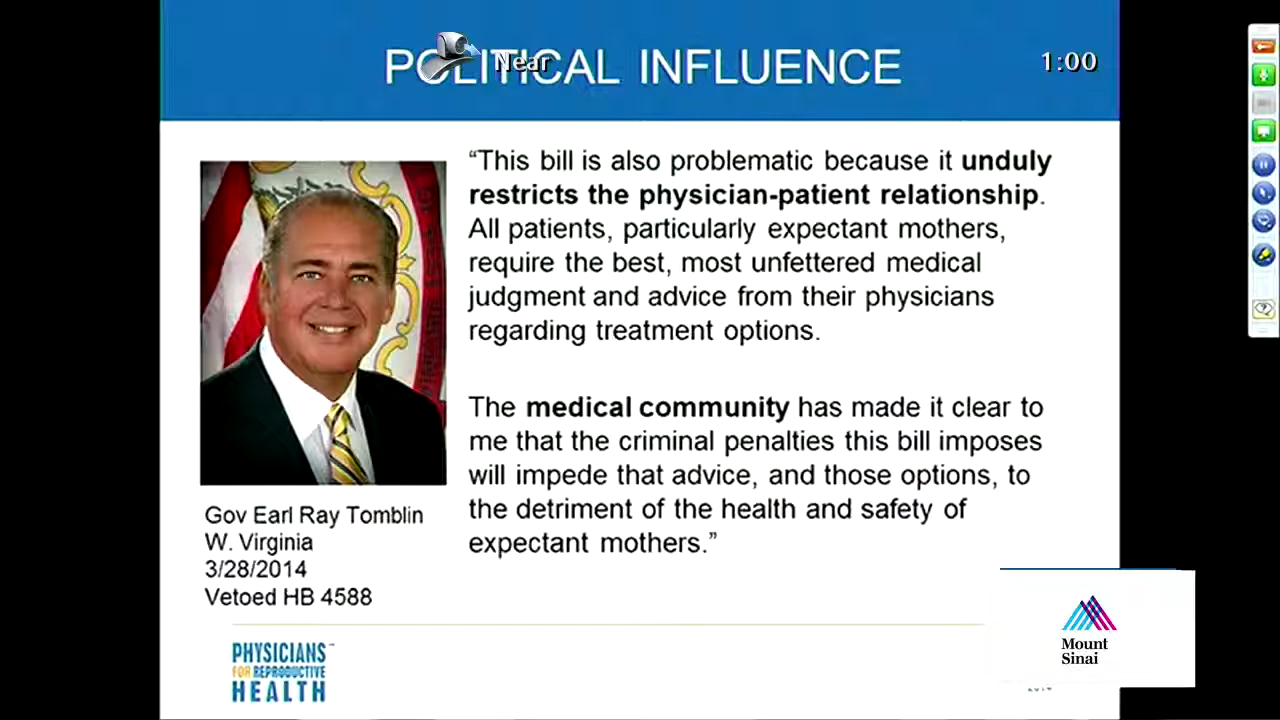 POLITICAL INFLUENCE
Near
1:00
“This bill is also problematic because it unduly
restricts the physician-patient relationship.
All patients, particularly expectant mothers,
require the best, most unfettered medical
judgment and advice from their physicians
regarding treatment options.
The medical community has made it clear to
me that the criminal penalties this bill imposes
will impede that advice, and those options, to
the detriment of the health and safety of
expectant mothers.”
Gov Earl Ray Tomblin
W. Virginia
3/28/2014
Vetoed HB 4588
PHYSICIANS
FOR REPRODUCTIVE
HEALTH
Mount
Sinai